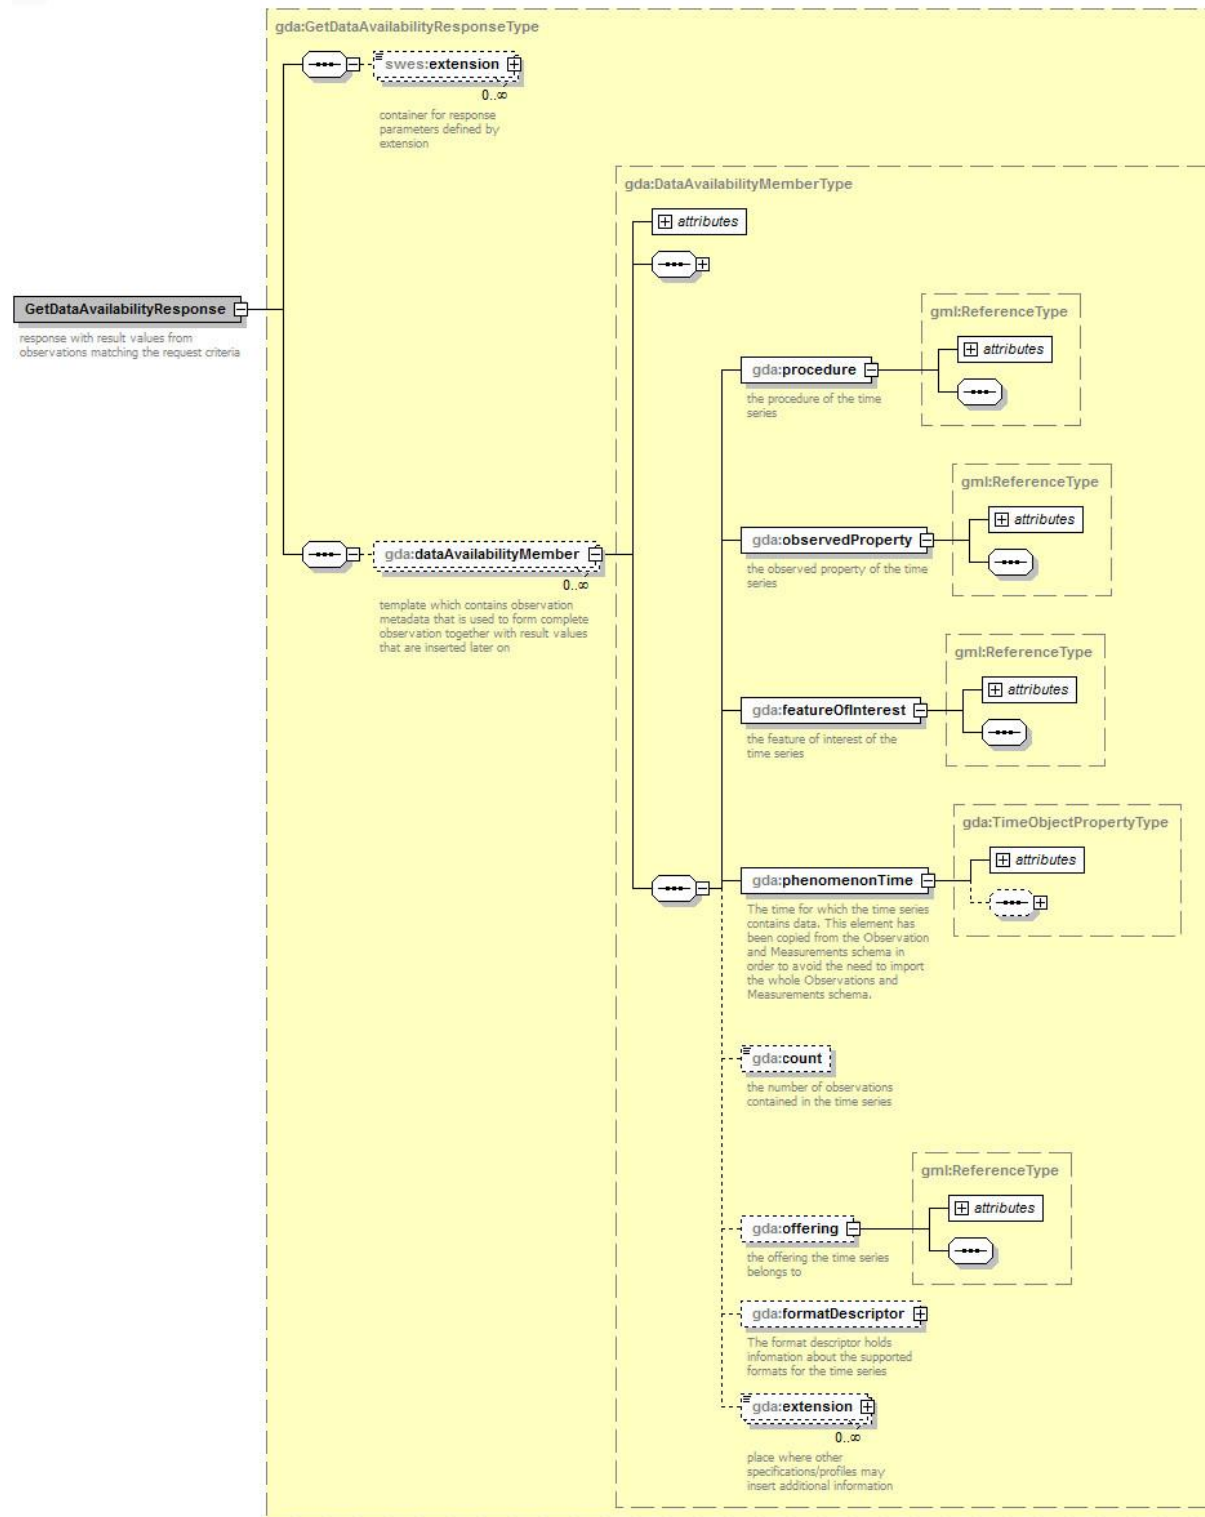 gda:GetDataAvailabilityResponseType
swes:extension
0..∞
container for response
parameters defined by
extension
gda:DataAvailabilityMemberType
attributes
GetDataAvailabilityResponse
response with result values from
observations matching the request criteria
gml:ReferenceType
attributes
gda:procedure
the procedure of the time
series
gml:ReferenceType
attributes
gda:observedProperty
the observed property of the time
series
gda:dataAvailabilityMember
0..∞
template which contains observation
metadata that is used to form complete
observation together with result values
that are inserted later on
gml:ReferenceType
attributes
gda:featureOfInterest
the feature of interest of the
time series
gda:TimeObjectPropertyType
attributes
gda:phenomenonTime
The time for which the time series
contains data. This element has
been copied from the Observation
and Measurements schema in
order to avoid the need to import
the whole Observations and
Measurements schema.
gda:count
the number of observations
contained in the time series
gml:ReferenceType
attributes
gda:offering
the offering the time series
belongs to
gda:formatDescriptor
The format descriptor holds
infomation about the supported
formats for the time series
gda:extension
0..∞
place where other
specifications/profiles may
insert additional information